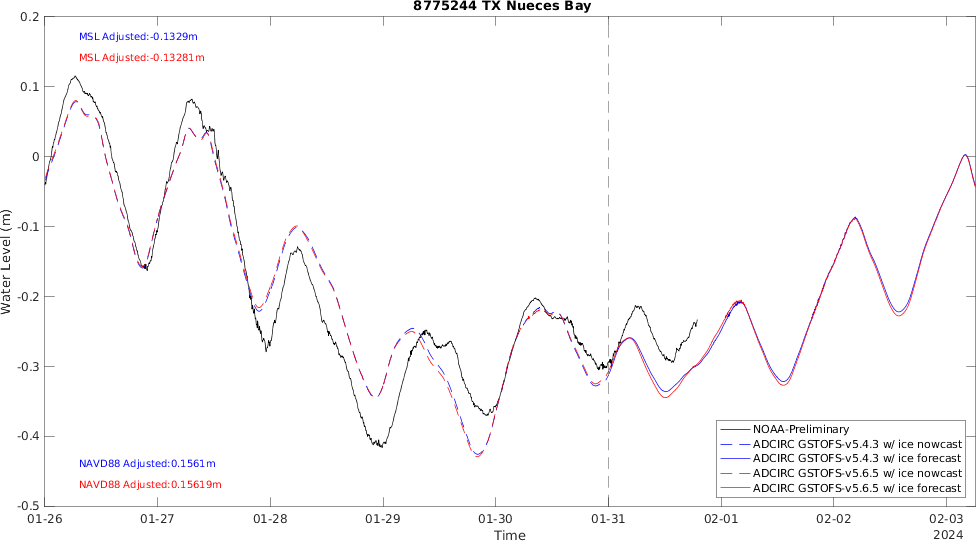 8775244 TX Nueces Bay
0.2
MSL Adjusted:-0.1329m
MSL Adjusted:-0.13281m
0.1
0
-0.1
Water Level (m)
-0.2
-0.3
-0.4
NOAA-Preliminary
ADCIRC GSTOFS-v5.4.3 w/ ice nowcast
ADCIRC GSTOFS-v5.4.3 w/ ice forecast
ADCIRC GSTOFS-v5.6.5 w/ ice nowcast
ADCIRC GSTOFS-v5.6.5 w/ ice forecast
NAVD88 Adjusted:0.1561m
NAVD88 Adjusted:0.15619m
-0.5
01-26 01-27 01-28 01-29 01-30 01-31 02-01 02-02 02-03
Time
2024